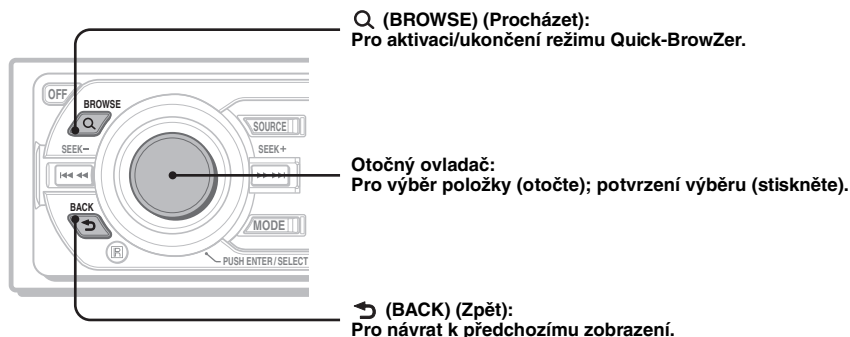 (BROWSE) (Procházet):
Pro aktivaci/ukončení režimu Quick-BrowZer.
OFF
BROWSE
SOURCE
SEEK–
SEEK+
Otočný ovladač:
Pro výběr položky (otočte); potvrzení výběru (stiskněte).
BACK
MODE
R
PUSH ENTER / SELECT
(BACK) (Zpět):
Pro návrat k předchozímu zobrazení.